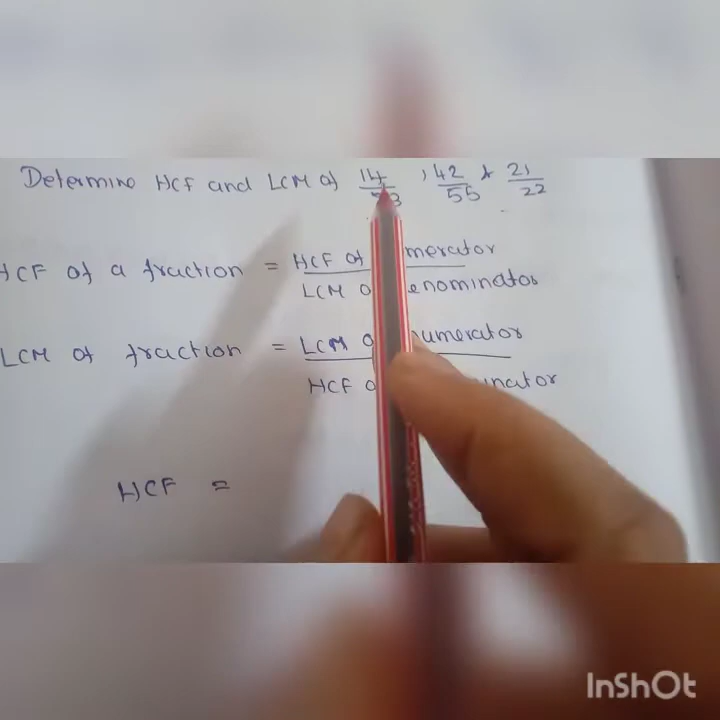 Determine HCF and LCM of 14 , 42 & 21
55 22
HCF of a fraction = HCF of
LCM
LCM of fraction = LCM
HCF
HCF =
InShOt